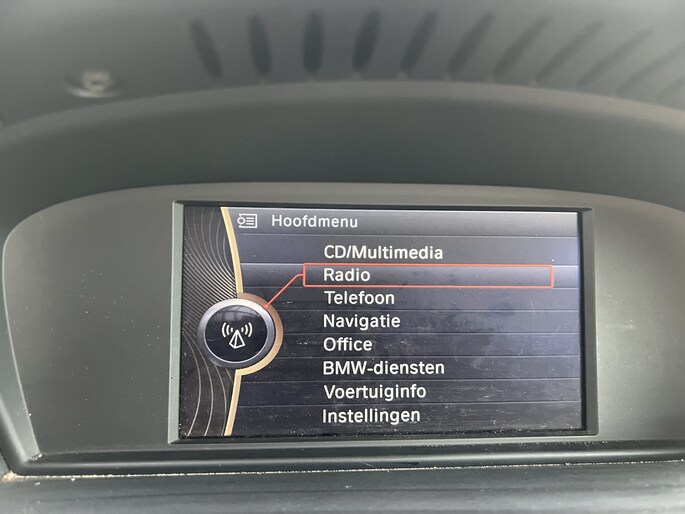 Hoofdmenu
CD/Multimedia
Radio
Telefoon
Navigatie
Office
BMW-diensten
Voertuiginfo
Instellingen